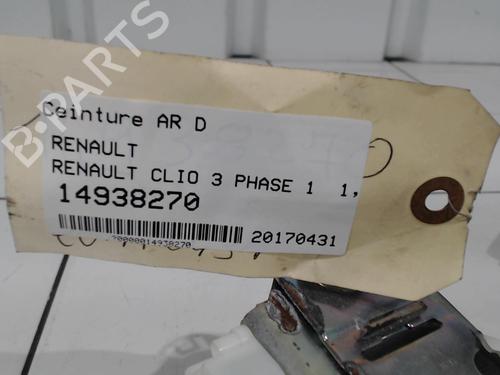 Ceinture AR D
RENAULT
RENAULT CLIO 3 PHASE 1 1,
14938270
20170431
B-PARTS